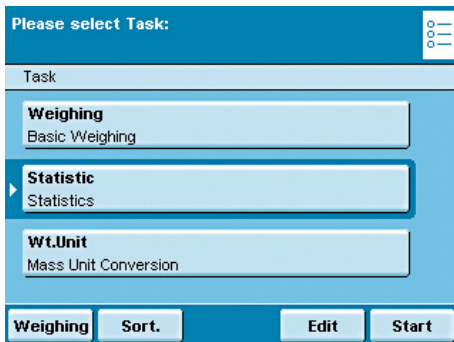 Please select Task:
Task
Weighing
Basic Weighing
Statistic
Statistics
Wt.Unit
Mass Unit Conversion
Weighing Sort. Edit Start